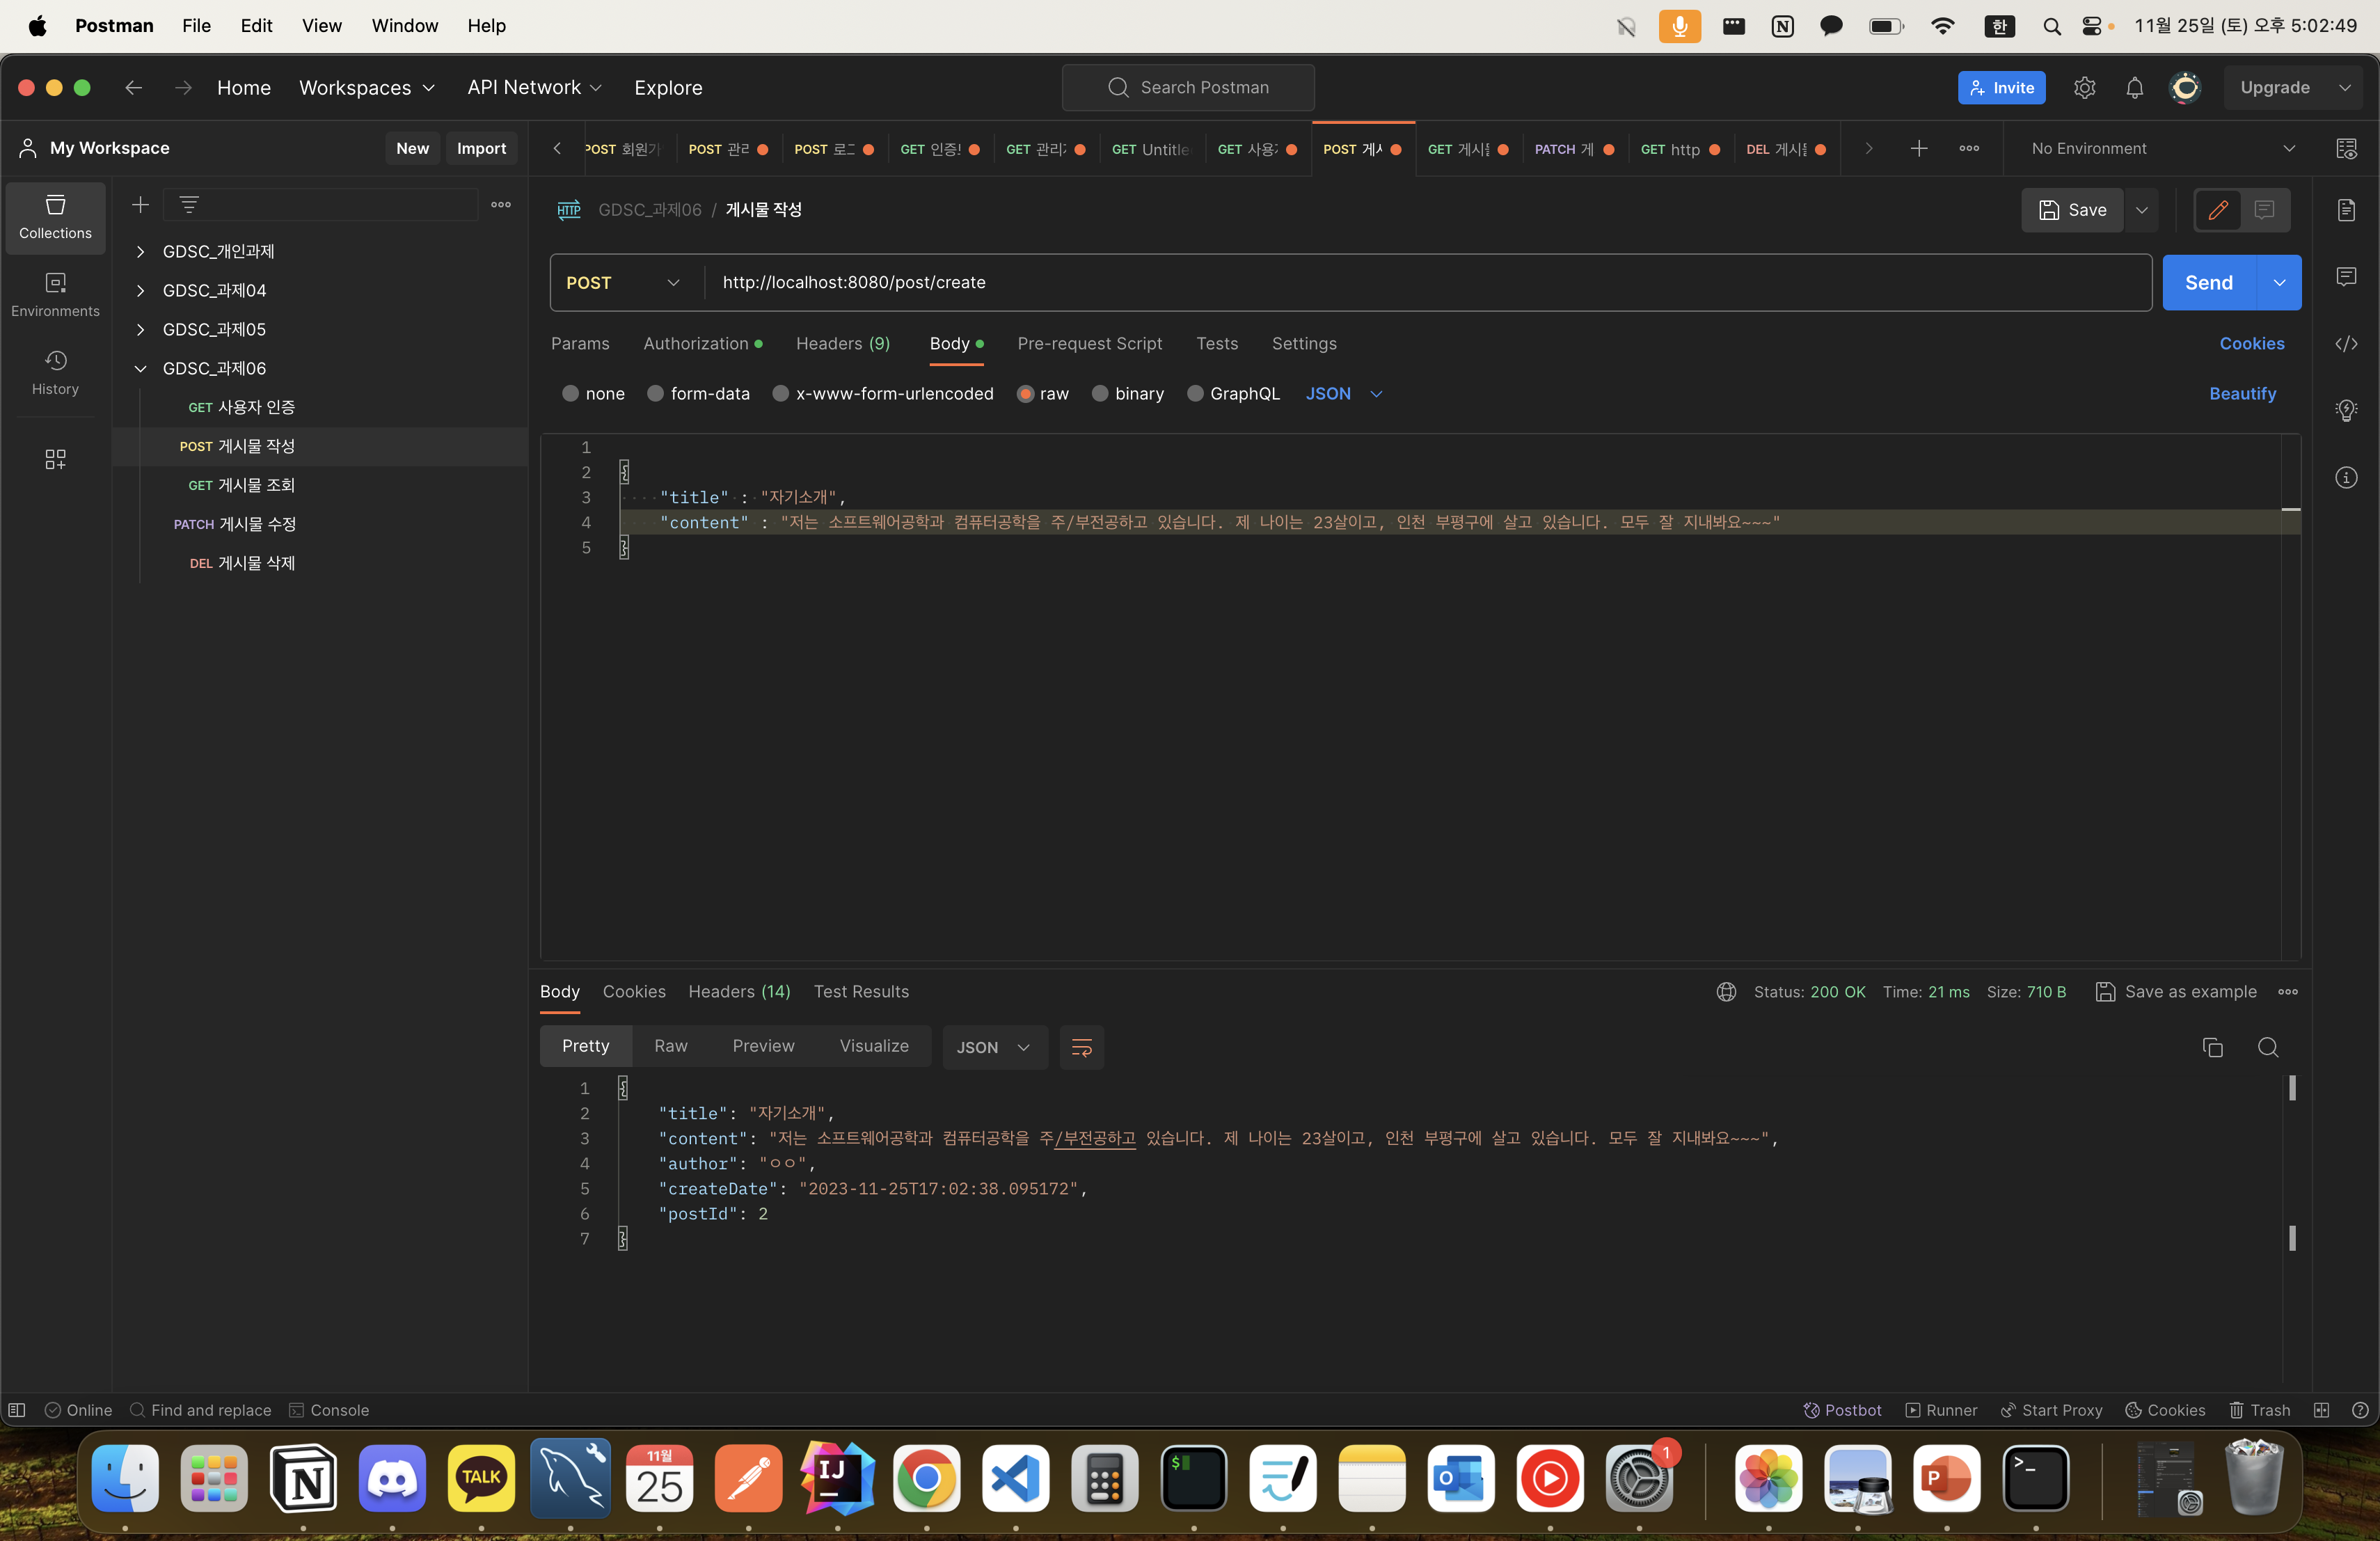 Postman File Edit View Window Help
한 11월 25일 (토) 오후 5:02:49
Home Workspaces API Network Explore
Search Postman
Invite Upgrade
My Workspace New Import
POST 회원가 POST 관리 POST 로그 GET 인증! GET 관리 GET Untitle GET 사용 POST 게시 GET 게시 PATCH 게 GET http DEL 게시
No Environment
Collections
Environments
History
GDSC_개인과제
GDSC_과제04
GDSC_과제05
GDSC_과제06
GET 사용자 인증
POST 게시물 작성
GET 게시물 조회
PATCH 게시물 수정
DEL 게시물 삭제
HTTP GDSC_과제06 / 게시물 작성
Save
POST http://localhost:8080/post/create
Send
Params Authorization Headers (9) Body Pre-request Script Tests Settings
Cookies
none form-data x-www-form-urlencoded raw binary GraphQL JSON
Beautify
1
2 {
3 "title" : "자기소개",
4 "content" : "저는 소프트웨어공학과 컴퓨터공학을 주/부전공하고 있습니다. 제 나이는 23살이고, 인천 부평구에 살고 있습니다. 모두 잘 지내봐요~~~"
5 }
Body Cookies Headers (14) Test Results
Status: 200 OK Time: 21 ms Size: 710 B Save as example
Pretty Raw Preview Visualize JSON
1 {
2 "title": "자기소개",
3 "content": "저는 소프트웨어공학과 컴퓨터공학을 주/부전공하고 있습니다. 제 나이는 23살이고, 인천 부평구에 살고 있습니다. 모두 잘 지내봐요~~~",
4 "author": "ㅇㅇ",
5 "createDate": "2023-11-25T17:02:38.095172",
6 "postId": 2
7 }
Online Find and replace Console
Postbot Runner Start Proxy Cookies Trash
TALK
11월
25
IJ
1